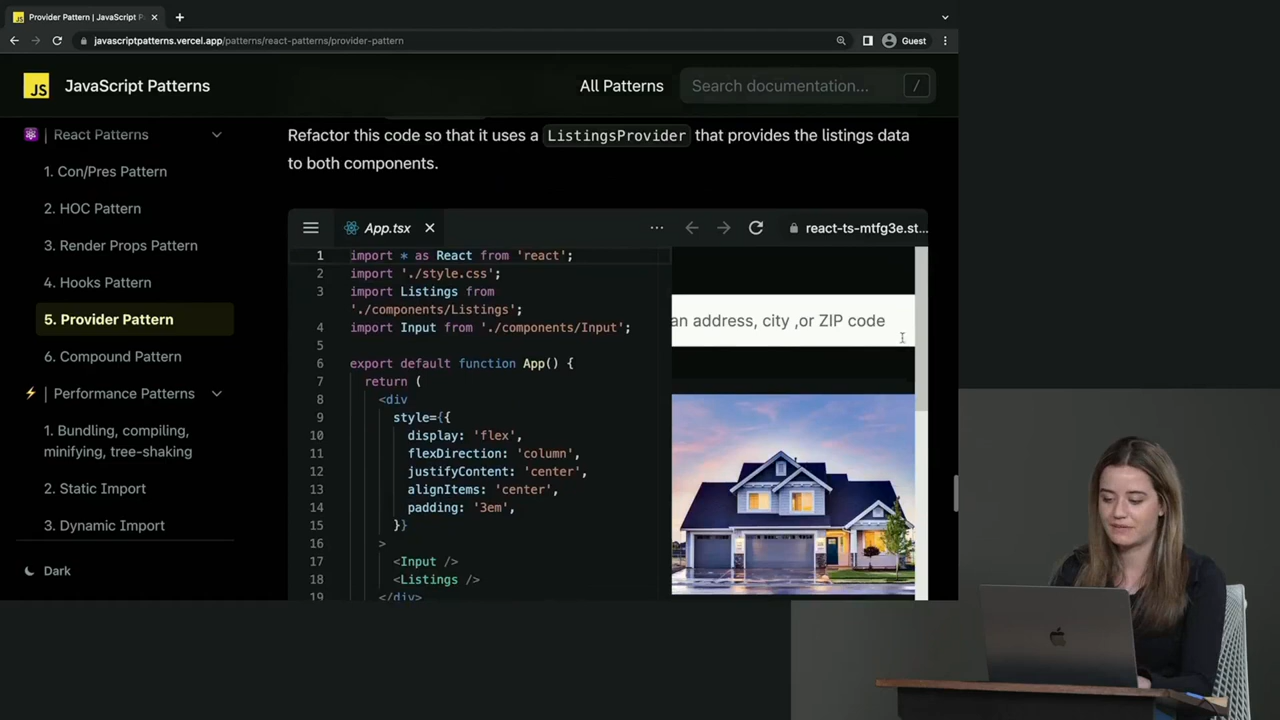 Provider Pattern | JavaScript P
javascriptpatterns.vercel.app/patterns/react-patterns/provider-pattern
Guest
JS
JavaScript Patterns
All Patterns
Search documentation...
/
React Patterns
1. Con/Pres Pattern
2. HOC Pattern
3. Render Props Pattern
4. Hooks Pattern
5. Provider Pattern
6. Compound Pattern
Performance Patterns
1. Bundling, compiling,
minifying, tree-shaking
2. Static Import
3. Dynamic Import
Dark
Refactor this code so that it uses a ListingsProvider that provides the listings data
to both components.
App.tsx
react-ts-mtfg3e.st...
1 import * as React from 'react';
2 import './style.css';
3 import Listings from
'./components/Listings';
4 import Input from './components/Input';
5
6 export default function App() {
7 return (
8 <div
9 style={{
10 display: 'flex',
11 flexDirection: 'column',
12 justifyContent: 'center',
13 alignItems: 'center',
14 padding: '3em',
15 }}
16 >
17 <Input />
18 <Listings />
19 </div>
an address, city ,or ZIP code